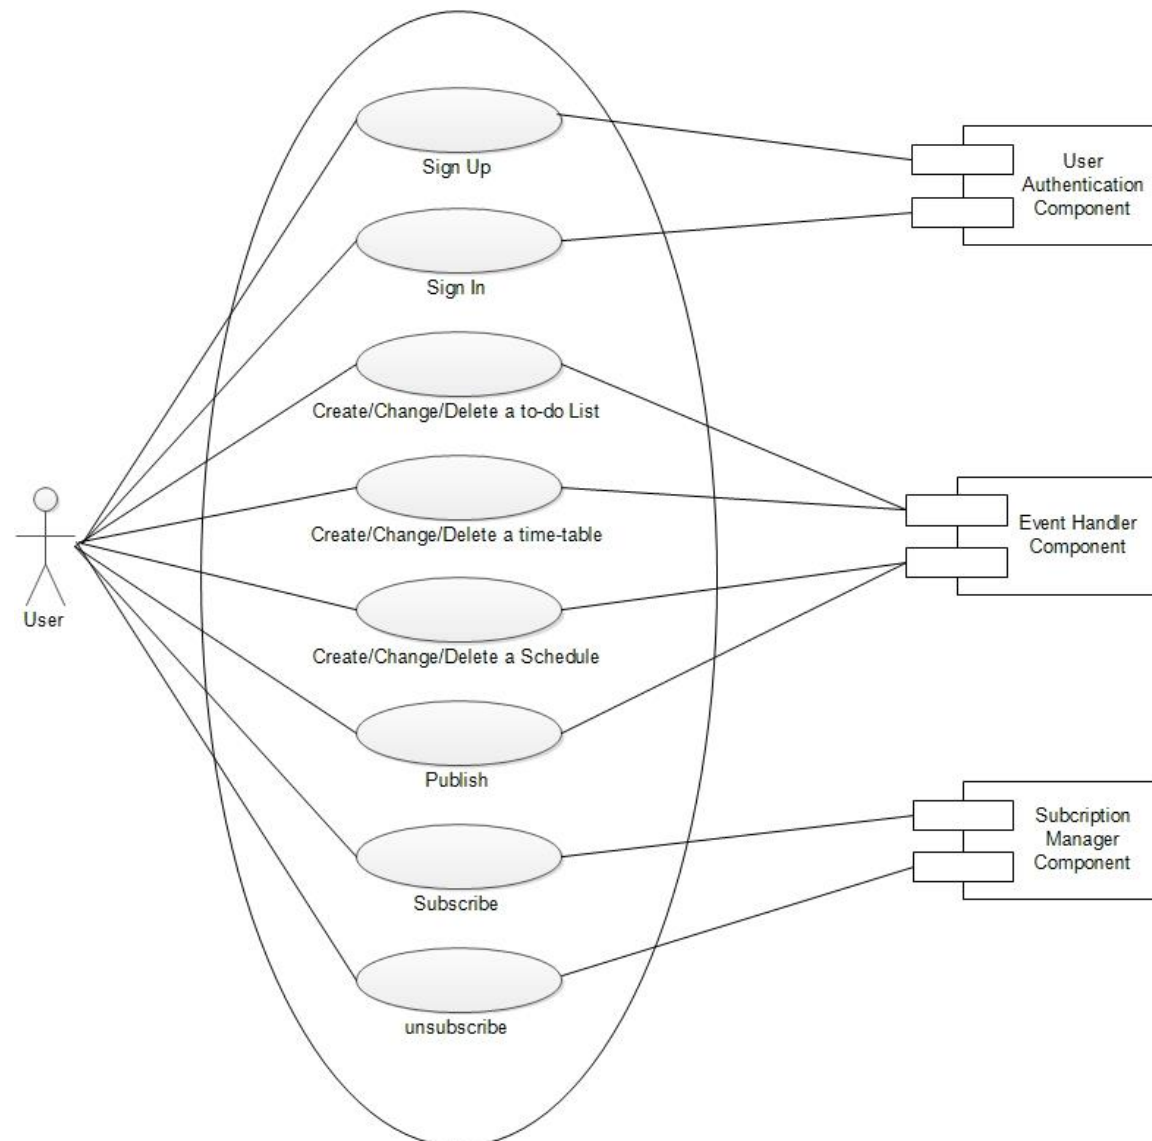 Sign Up
User
Authentication
Component
Sign In
Create/Change/Delete a to-do List
Create/Change/Delete a time-table
Event Handler
Component
User
Create/Change/Delete a Schedule
Publish
Subcription
Manager
Component
Subscribe
unsubscribe